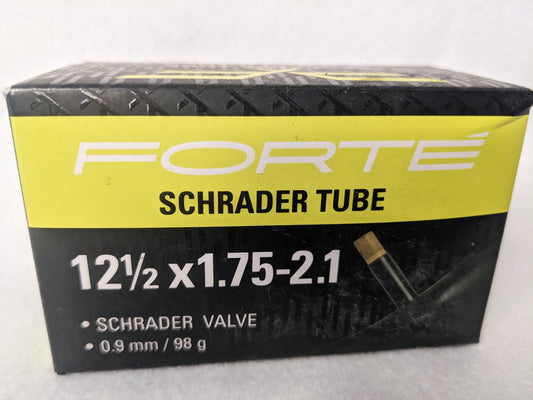 FORTÉ
SCHRADER TUBE
12½ x1.75-2.1
• SCHRADER VALVE
• 0.9 mm / 98 g